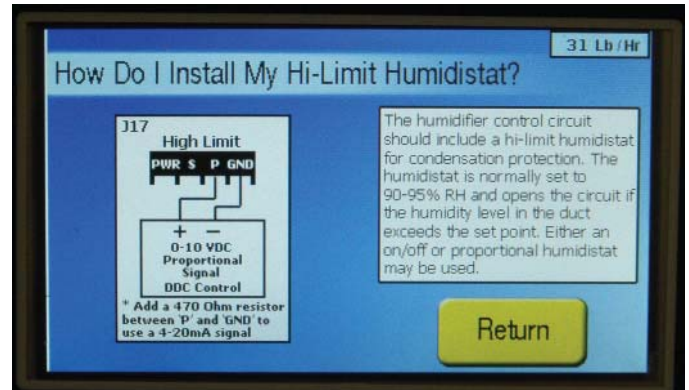 31 Lb/Hr
How Do I Install My Hi-Limit Humidistat?
J17
High Limit
PWR S P GND
+ −
0-10 VDC
Proportional
Signal
DDC Control
* Add a 470 Ohm resistor
between 'P' and 'GND' to
use a 4-20mA signal
The humidifier control circuit
should include a hi-limit humidistat
for condensation protection. The
humidistat is normally set to
90-95% RH and opens the circuit if
the humidity level in the duct
exceeds the set point. Either an
on/off or proportional humidistat
may be used.
Return